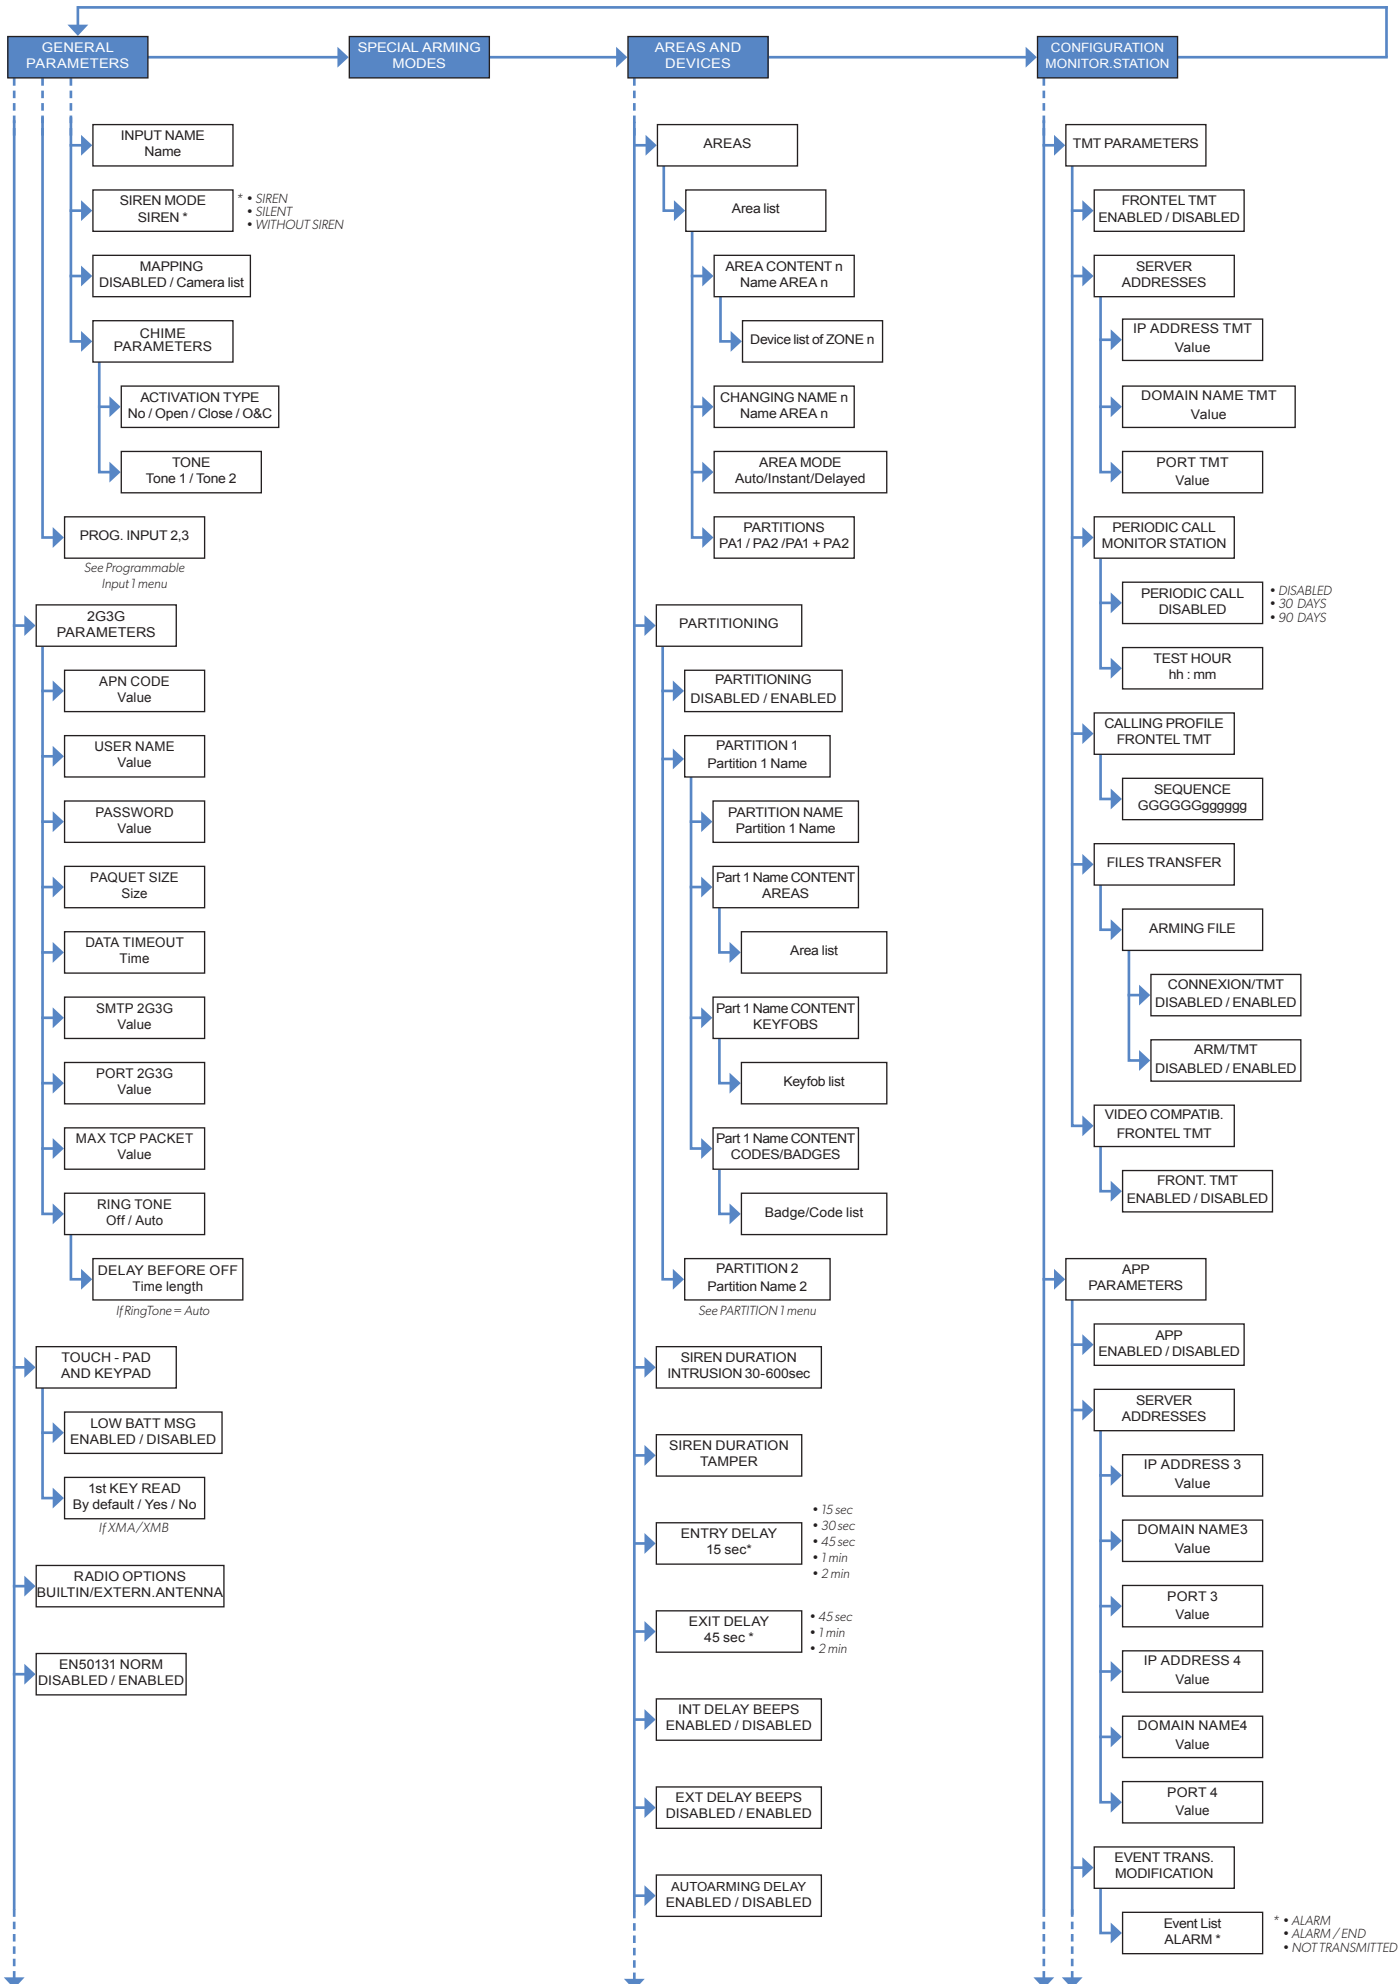 GENERAL
PARAMETERS
SPECIAL ARMING
MODES
AREAS AND
DEVICES
CONFIGURATION
MONITOR.STATION
INPUT NAME
Name
SIREN MODE
SIREN *
* • SIREN
• SILENT
• WITHOUT SIREN
MAPPING
DISABLED / Camera list
CHIME
PARAMETERS
ACTIVATION TYPE
No / Open / Close / O&C
TONE
Tone 1 / Tone 2
PROG. INPUT 2,3
See Programmable
Input 1 menu
2G3G
PARAMETERS
APN CODE
Value
USER NAME
Value
PASSWORD
Value
PAQUET SIZE
Size
DATA TIMEOUT
Time
SMTP 2G3G
Value
PORT 2G3G
Value
MAX TCP PACKET
Value
RING TONE
Off / Auto
DELAY BEFORE OFF
Time length
If RingTone = Auto
TOUCH - PAD
AND KEYPAD
LOW BATT MSG
ENABLED / DISABLED
1st KEY READ
By default / Yes / No
If XMA/XMB
RADIO OPTIONS
BUILTIN/EXTERN.ANTENNA
EN50131 NORM
DISABLED / ENABLED
AREAS
Area list
AREA CONTENT n
Name AREA n
Device list of ZONE n
CHANGING NAME n
Name AREA n
AREA MODE
Auto/Instant/Delayed
PARTITIONS
PA1 / PA2 /PA1 + PA2
PARTITIONING
PARTITIONING
DISABLED / ENABLED
PARTITION 1
Partition 1 Name
PARTITION NAME
Partition 1 Name
Part 1 Name CONTENT
AREAS
Area list
Part 1 Name CONTENT
KEYFOBS
Keyfob list
Part 1 Name CONTENT
CODES/BADGES
Badge/Code list
PARTITION 2
Partition Name 2
See PARTITION 1 menu
SIREN DURATION
INTRUSION 30-600sec
SIREN DURATION
TAMPER
ENTRY DELAY
15 sec*
• 15 sec
• 30 sec
• 45 sec
• 1 min
• 2 min
EXIT DELAY
45 sec *
• 45 sec
• 1 min
• 2 min
INT DELAY BEEPS
ENABLED / DISABLED
EXT DELAY BEEPS
DISABLED / ENABLED
AUTOARMING DELAY
ENABLED / DISABLED
TMT PARAMETERS
FRONTEL TMT
ENABLED / DISABLED
SERVER
ADDRESSES
IP ADDRESS TMT
Value
DOMAIN NAME TMT
Value
PORT TMT
Value
PERIODIC CALL
MONITOR STATION
PERIODIC CALL
DISABLED
• DISABLED
• 30 DAYS
• 90 DAYS
TEST HOUR
hh : mm
CALLING PROFILE
FRONTEL TMT
SEQUENCE
GGGGGGgggggg
FILES TRANSFER
ARMING FILE
CONNEXION/TMT
DISABLED / ENABLED
ARM/TMT
DISABLED / ENABLED
VIDEO COMPATIB.
FRONTEL TMT
FRONT. TMT
ENABLED / DISABLED
APP
PARAMETERS
APP
ENABLED / DISABLED
SERVER
ADDRESSES
IP ADDRESS 3
Value
DOMAIN NAME3
Value
PORT 3
Value
IP ADDRESS 4
Value
DOMAIN NAME4
Value
PORT 4
Value
EVENT TRANS.
MODIFICATION
Event List
ALARM *
* • ALARM
• ALARM / END
• NOT TRANSMITTED